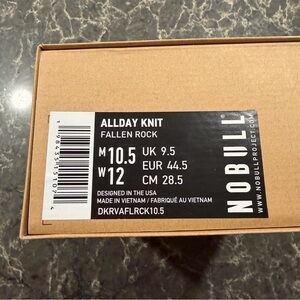 ALLDAY KNIT
FALLEN ROCK
M 10.5 UK 9.5
W 12 EUR 44.5
CM 28.5
DESIGNED IN THE USA
MADE IN VIETNAM / FABRIQUÉ AU VIETNAM
DKRVAFLRCK10.5
NOBULL
WWW.NOBULLPROJECT.COM